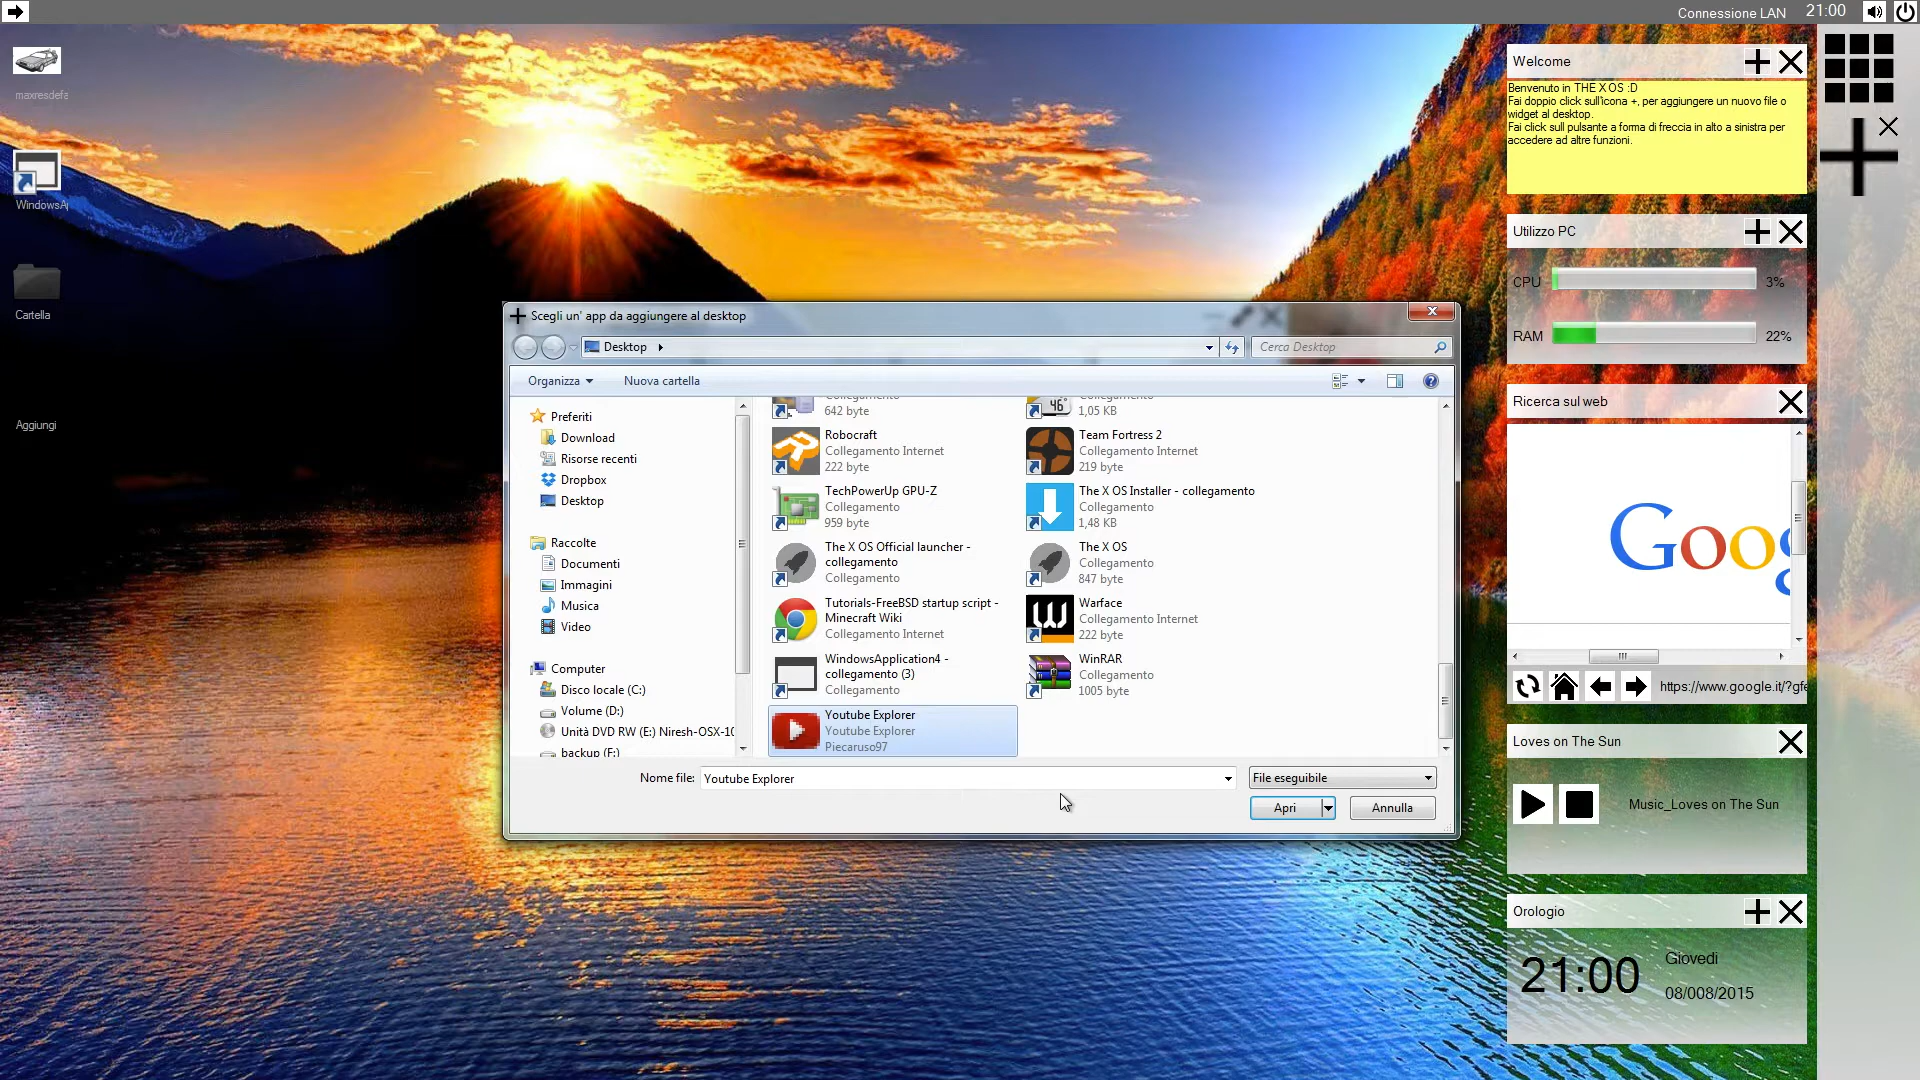 Connessione LAN
21:00
maxresdefa
WindowsA
Cartella
Aggiungi
Scegli un' app da aggiungere al desktop
Desktop
Cerca Desktop
Organizza
Nuova cartella
Preferiti
Download
Risorse recenti
Dropbox
Desktop
Raccolte
Documenti
Immagini
Musica
Video
Computer
Disco locale (C:)
Volume (D:)
Unità DVD RW (E:) Niresh-OSX-10
backup (F:)
Collegamento
642 byte
46°
Collegamento
1,05 KB
Robocraft
Collegamento Internet
222 byte
Team Fortress 2
Collegamento Internet
219 byte
TechPowerUp GPU-Z
Collegamento
959 byte
The X OS Installer - collegamento
Collegamento
1,48 KB
The X OS Official launcher -
collegamento
Collegamento
The X OS
Collegamento
847 byte
Tutorials-FreeBSD startup script -
Minecraft Wiki
Collegamento Internet
Warface
Collegamento Internet
222 byte
WindowsApplication4 -
collegamento (3)
Collegamento
WinRAR
Collegamento
1005 byte
Youtube Explorer
Youtube Explorer
Piecaruso97
Nome file:
Youtube Explorer
File eseguibile
Apri
Annulla
Welcome
Benvenuto in THE X OS :D
Fai doppio click sull'icona +, per aggiungere un nuovo file o
widget al desktop.
Fai click sull pulsante a forma di freccia in alto a sinistra per
accedere ad altre funzioni.
Utilizzo PC
CPU
3%
RAM
22%
Ricerca sul web
Goog
https://www.google.it/?gfe
Loves on The Sun
Music_Loves on The Sun
Orologio
21:00
Giovedi
08/008/2015